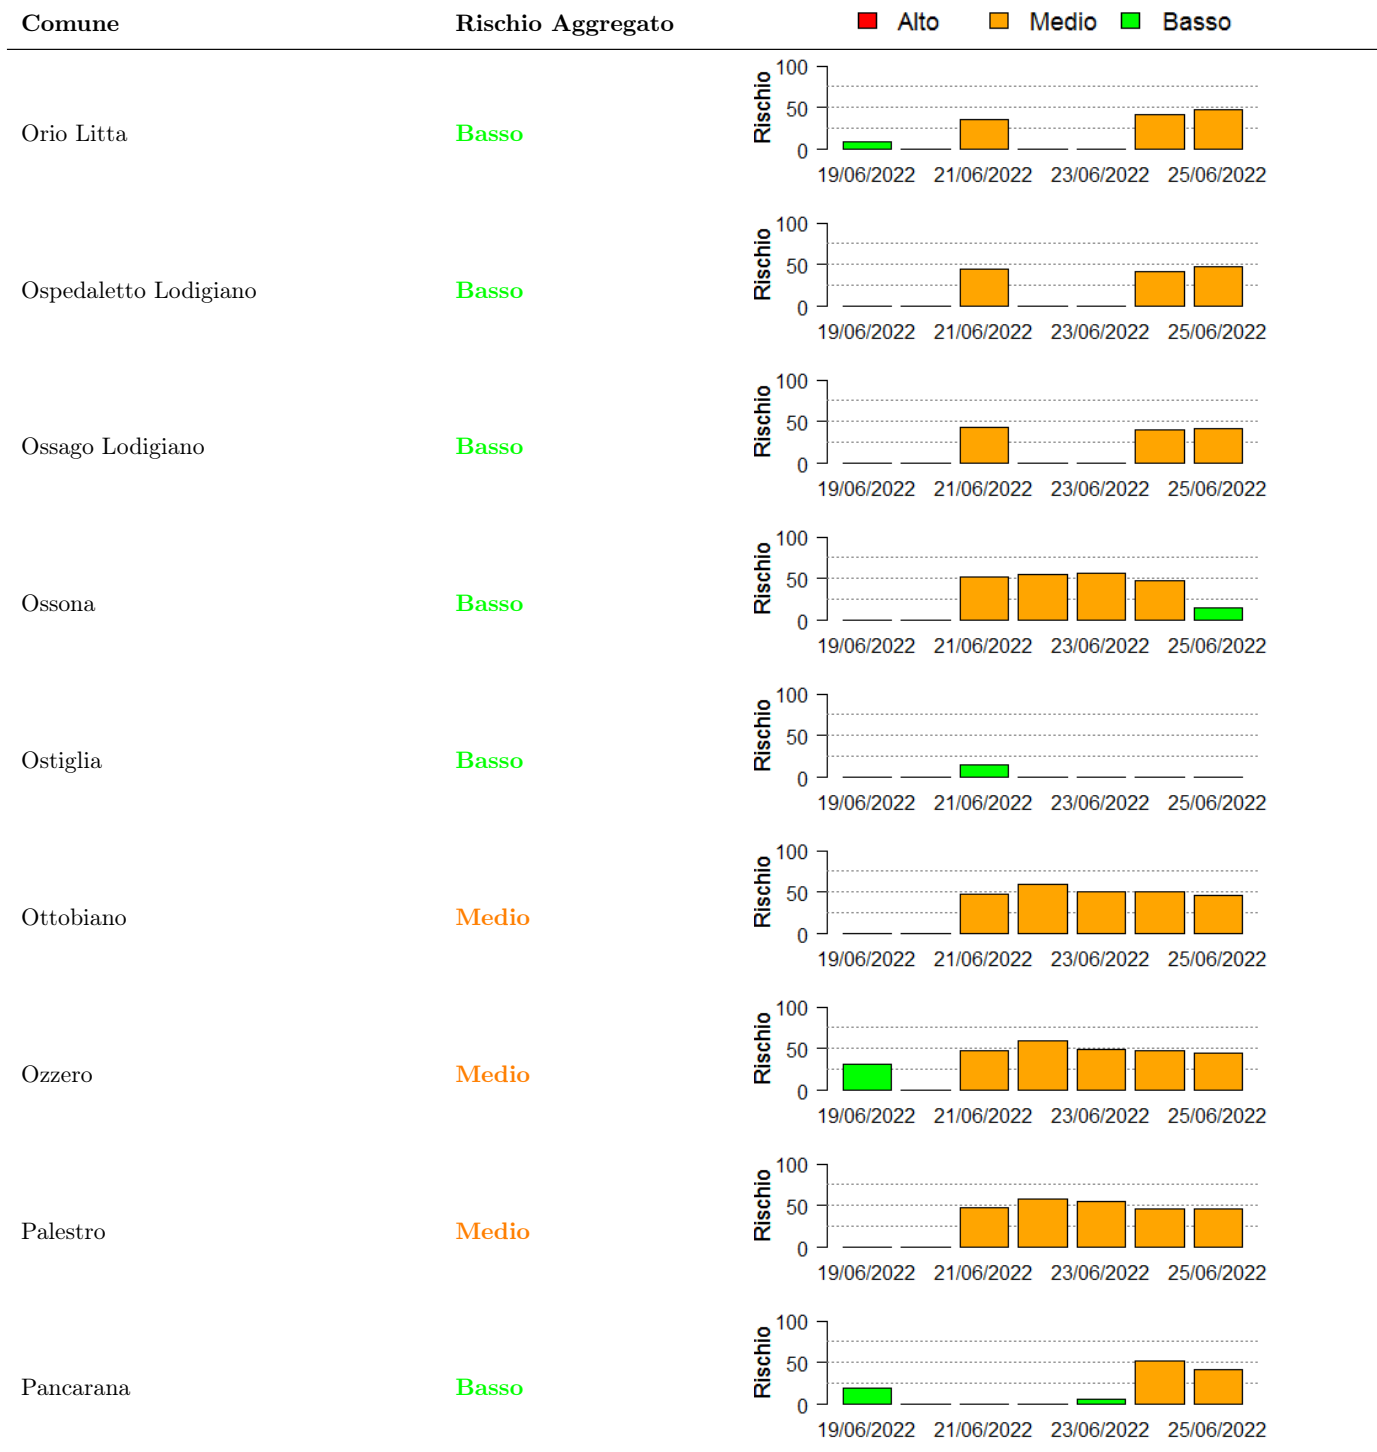 Comune Rischio Aggregato Alto Medio Basso
100
50
0
Rischio
Orio Litta Basso
19/06/2022 21/06/2022 23/06/2022 25/06/2022
100
50
0
Rischio
Ospedaletto Lodigiano Basso
19/06/2022 21/06/2022 23/06/2022 25/06/2022
100
50
0
Rischio
Ossago Lodigiano Basso
19/06/2022 21/06/2022 23/06/2022 25/06/2022
100
50
0
Rischio
Ossona Basso
19/06/2022 21/06/2022 23/06/2022 25/06/2022
100
50
0
Rischio
Ostiglia Basso
19/06/2022 21/06/2022 23/06/2022 25/06/2022
100
50
0
Rischio
Ottobiano Medio
19/06/2022 21/06/2022 23/06/2022 25/06/2022
100
50
0
Rischio
Ozzero Medio
19/06/2022 21/06/2022 23/06/2022 25/06/2022
100
50
0
Rischio
Palestro Medio
19/06/2022 21/06/2022 23/06/2022 25/06/2022
100
50
0
Rischio
Pancarana Basso
19/06/2022 21/06/2022 23/06/2022 25/06/2022